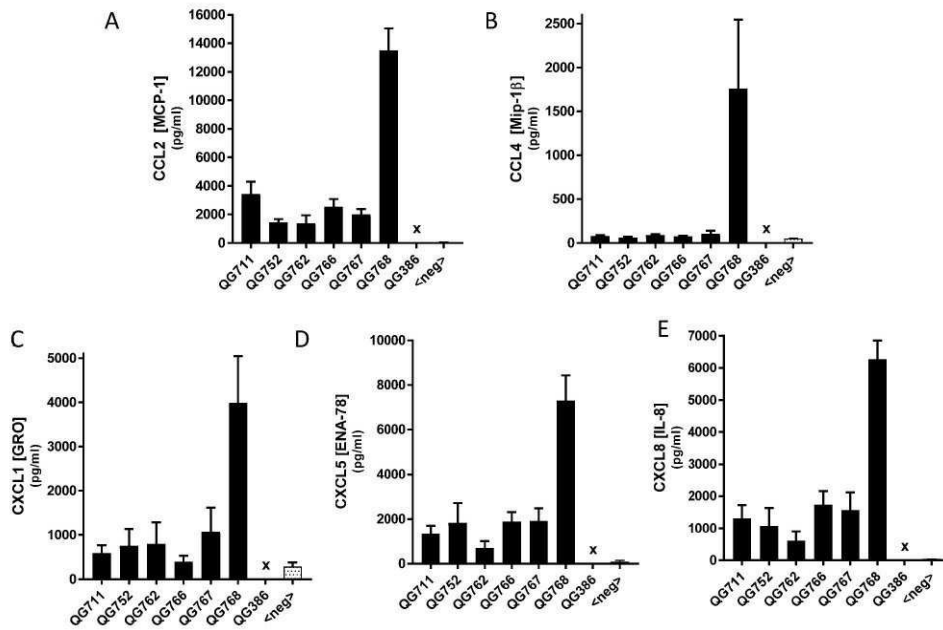 A
CCL2 [MCP-1]
(pg/ml)
16000
14000
12000
10000
8000
6000
4000
2000
0
x
QG711
QG752
QG762
QG766
QG767
QG768
QG386
<neg>
B
CCL4 [Mip-1β]
(pg/ml)
2500
2000
1500
1000
500
0
x
QG711
QG752
QG762
QG766
QG767
QG768
QG386
<neg>
C
CXCL1 [GRO]
(pg/ml)
5000
4000
3000
2000
1000
0
x
QG711
QG752
QG762
QG766
QG767
QG768
QG386
<neg>
D
CXCL5 [ENA-78]
(pg/ml)
10000
8000
6000
4000
2000
0
x
QG711
QG752
QG762
QG766
QG767
QG768
QG386
<neg>
E
CXCL8 [IL-8]
(pg/ml)
7000
6000
5000
4000
3000
2000
1000
0
x
QG711
QG752
QG762
QG766
QG767
QG768
QG386
<neg>